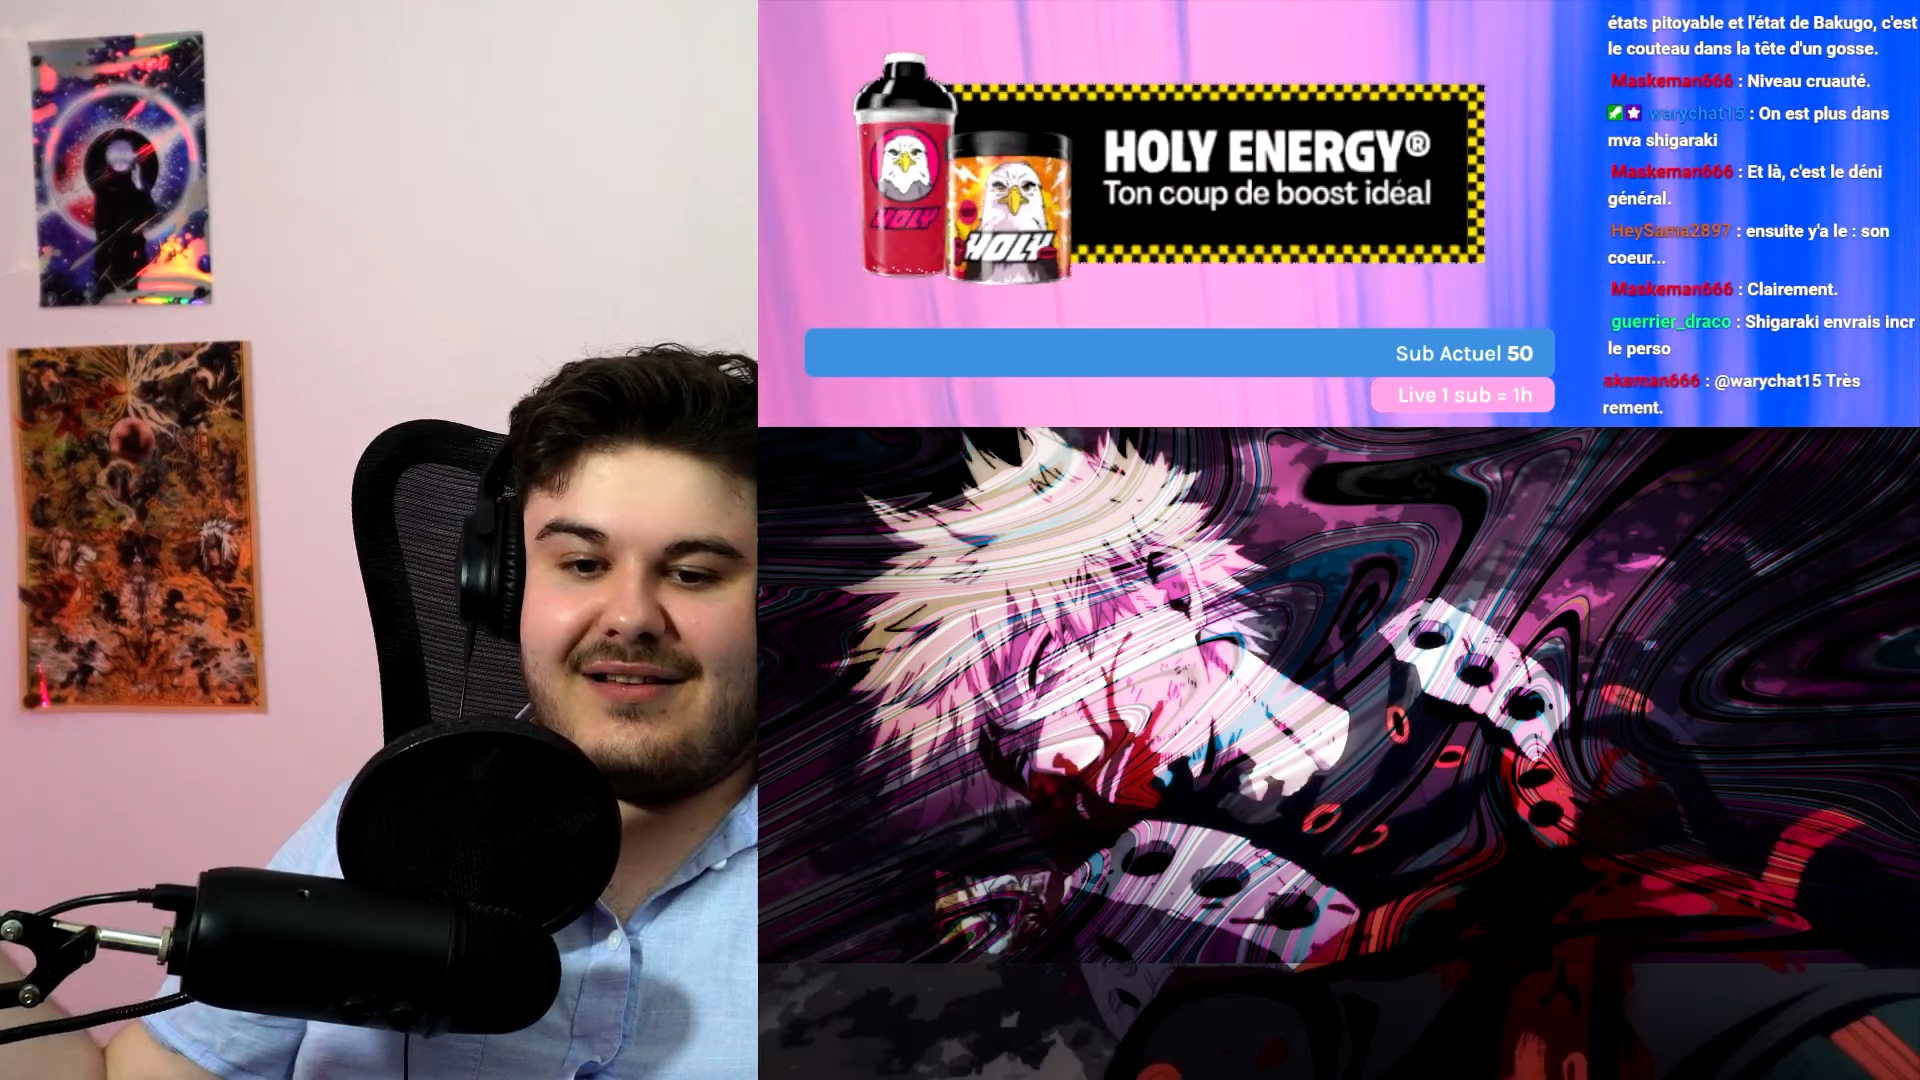 HOLY ENERGY®
Ton coup de boost idéal
HOLY
HOLY
Sub Actuel 50
Live 1 sub = 1h
états pitoyable et l'état de Bakugo, c'est
le couteau dans la tête d'un gosse.
Maskeman666 : Niveau cruauté.
warychat15 : On est plus dans
mva shigaraki
Maskeman666 : Et là, c'est le déni
général.
HeySama2897 : ensuite y'a le : son
coeur...
Maskeman666 : Clairement.
guerrier_draco : Shigaraki envrais incr
le perso
skeman666 : @warychat15 Très
rement.